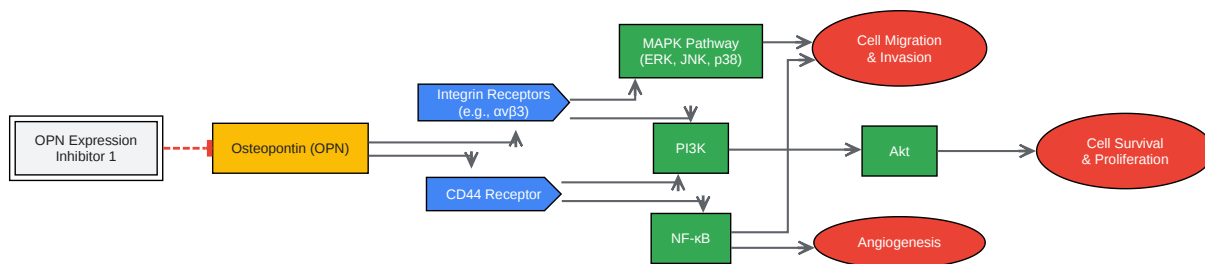 OPN Expression
Inhibitor 1
Osteopontin (OPN)
Integrin Receptors
(e.g., αvβ3)
CD44 Receptor
MAPK Pathway
(ERK, JNK, p38)
PI3K
NF-κB
Cell Migration
& Invasion
Akt
Angiogenesis
Cell Survival
& Proliferation